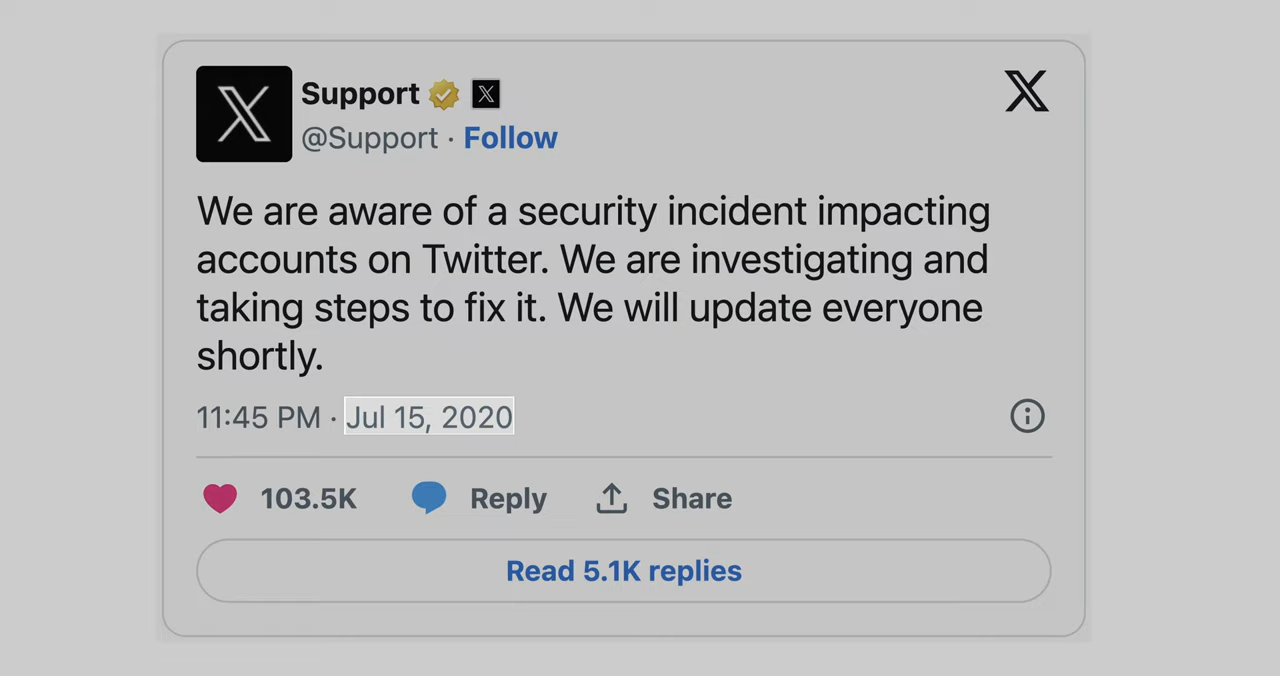 Support
@Support · Follow
We are aware of a security incident impacting
accounts on Twitter. We are investigating and
taking steps to fix it. We will update everyone
shortly.
11:45 PM · Jul 15, 2020
103.5K Reply Share
Read 5.1K replies